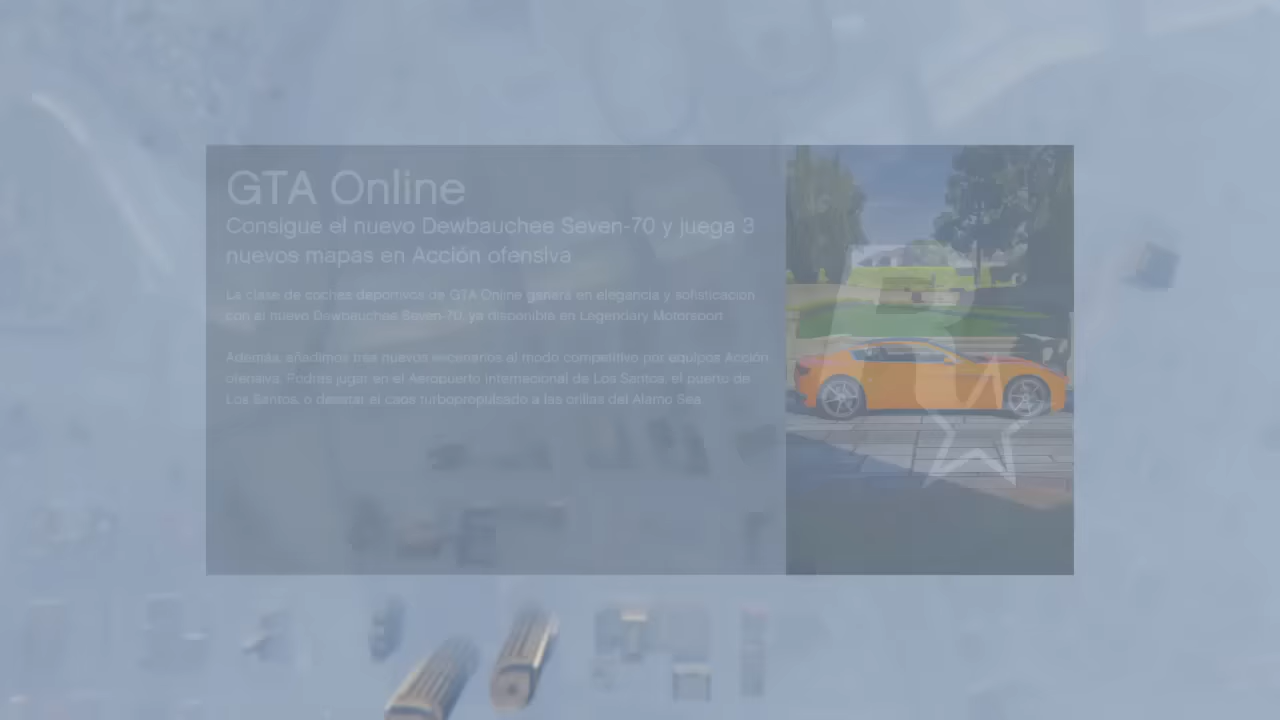 GTA Online
Consigue el nuevo Dewbauchee Seven-70 y juega 3
nuevos mapas en Acción ofensiva
La clase de coches deportivos de GTA Online ganará en elegancia y sofisticación
con el nuevo Dewbauchee Seven-70, ya disponible en Legendary Motorsport.
Además, añadimos tres nuevos escenarios al modo competitivo por equipos Acción
ofensiva. Podrás jugar en el Aeropuerto Internacional de Los Santos, el puerto de
Los Santos, o desatar el caos turbopropulsado a las orillas del Alamo Sea.